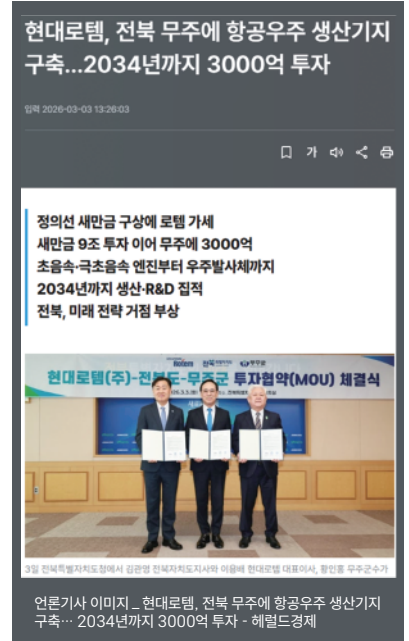 현대로템, 전북 무주에 항공우주 생산기지
구축...2034년까지 3000억 투자
입력 2026-03-03 13:26:03
가
정의선 새만금 구상에 로템 가세
새만금 9조 투자 이어 무주에 3000억
초음속·극초음속 엔진부터 우주발사체까지
2034년까지 생산·R&D 집적
전북, 미래 전략 거점 부상
무주군
현대로템(주)-전북도-무주군 투자협약(MOU) 체결식
3일 전북특별자치도청에서 김관영 전북자치도지사와 이용배 현대로템 대표이사, 황인홍 무주군수가
언론기사 이미지 _ 현대로템, 전북 무주에 항공우주 생산기지
구축… 2034년까지 3000억 투자 - 헤럴드경제